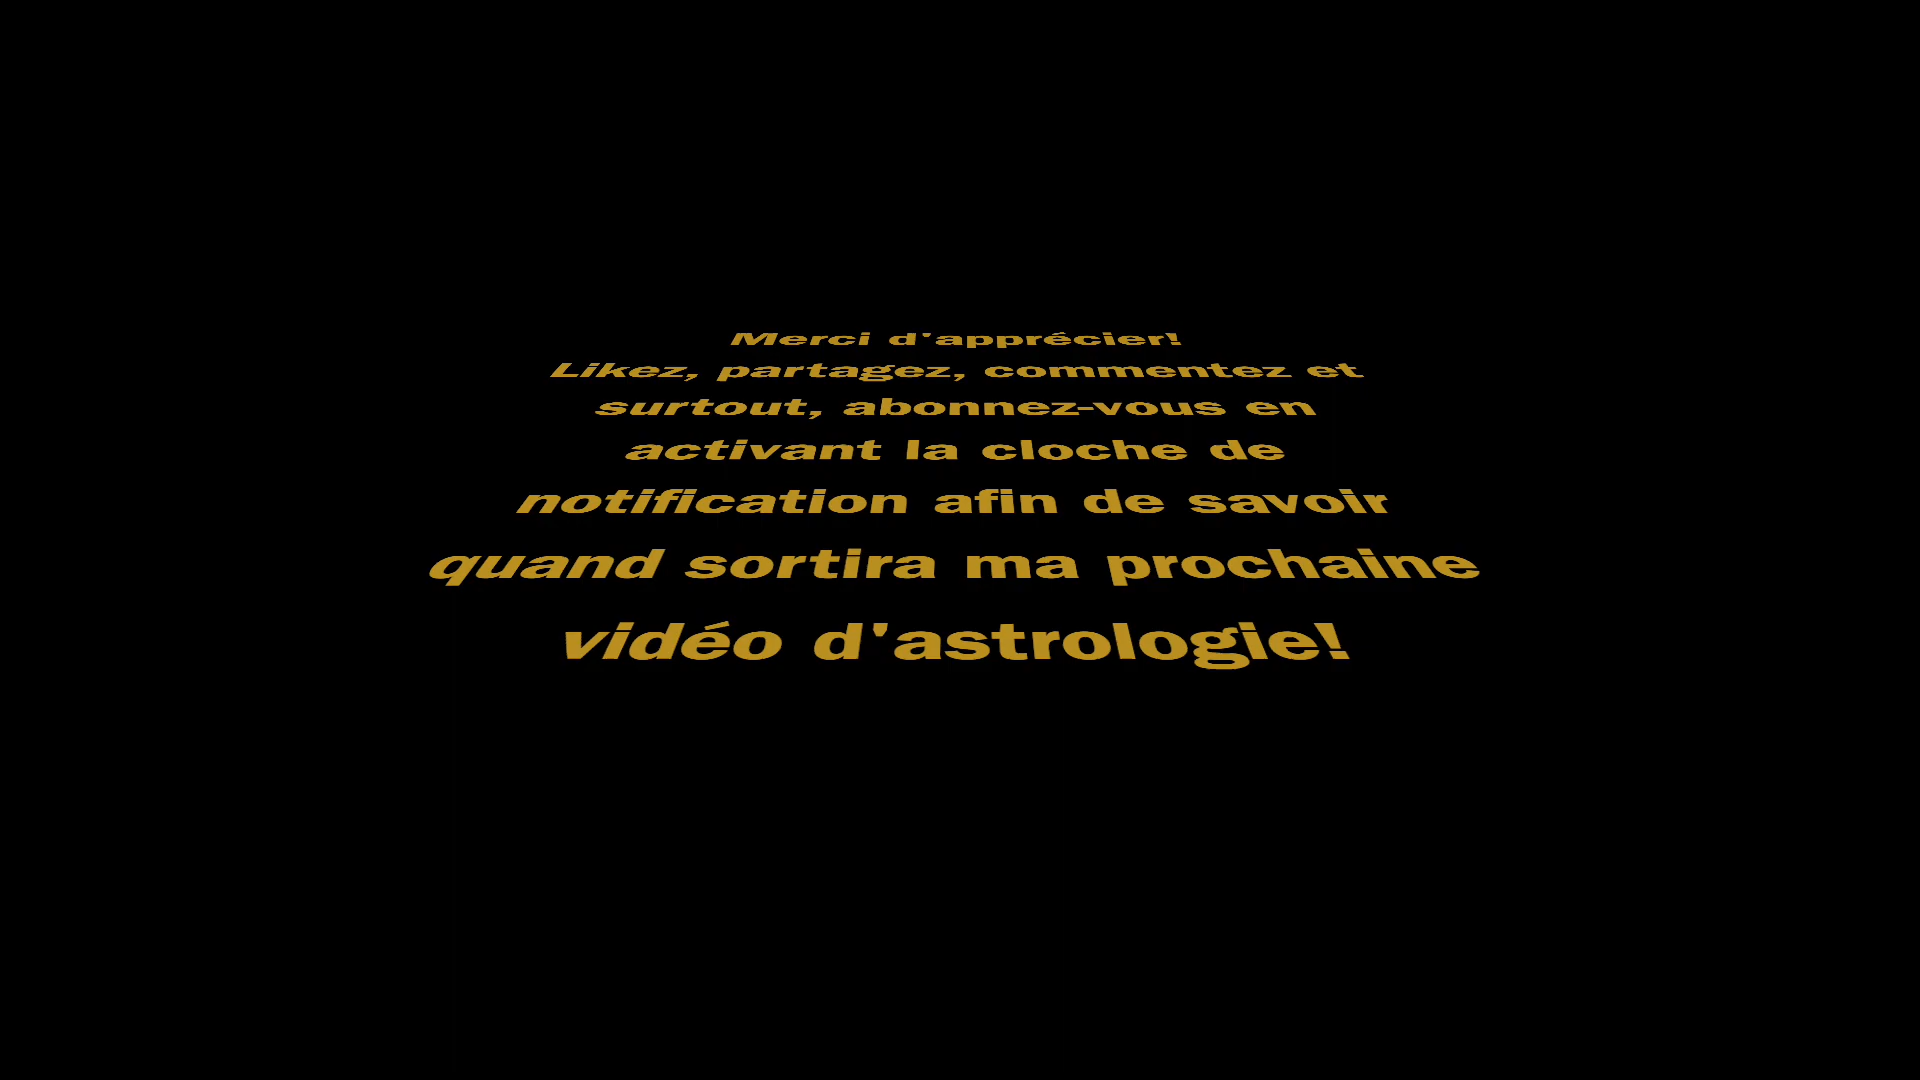 Merci d'apprécier!
Likez, partagez, commentez et
surtout, abonnez-vous en
activant la cloche de
notification afin de savoir
quand sortira ma prochaine
vidéo d'astrologie!